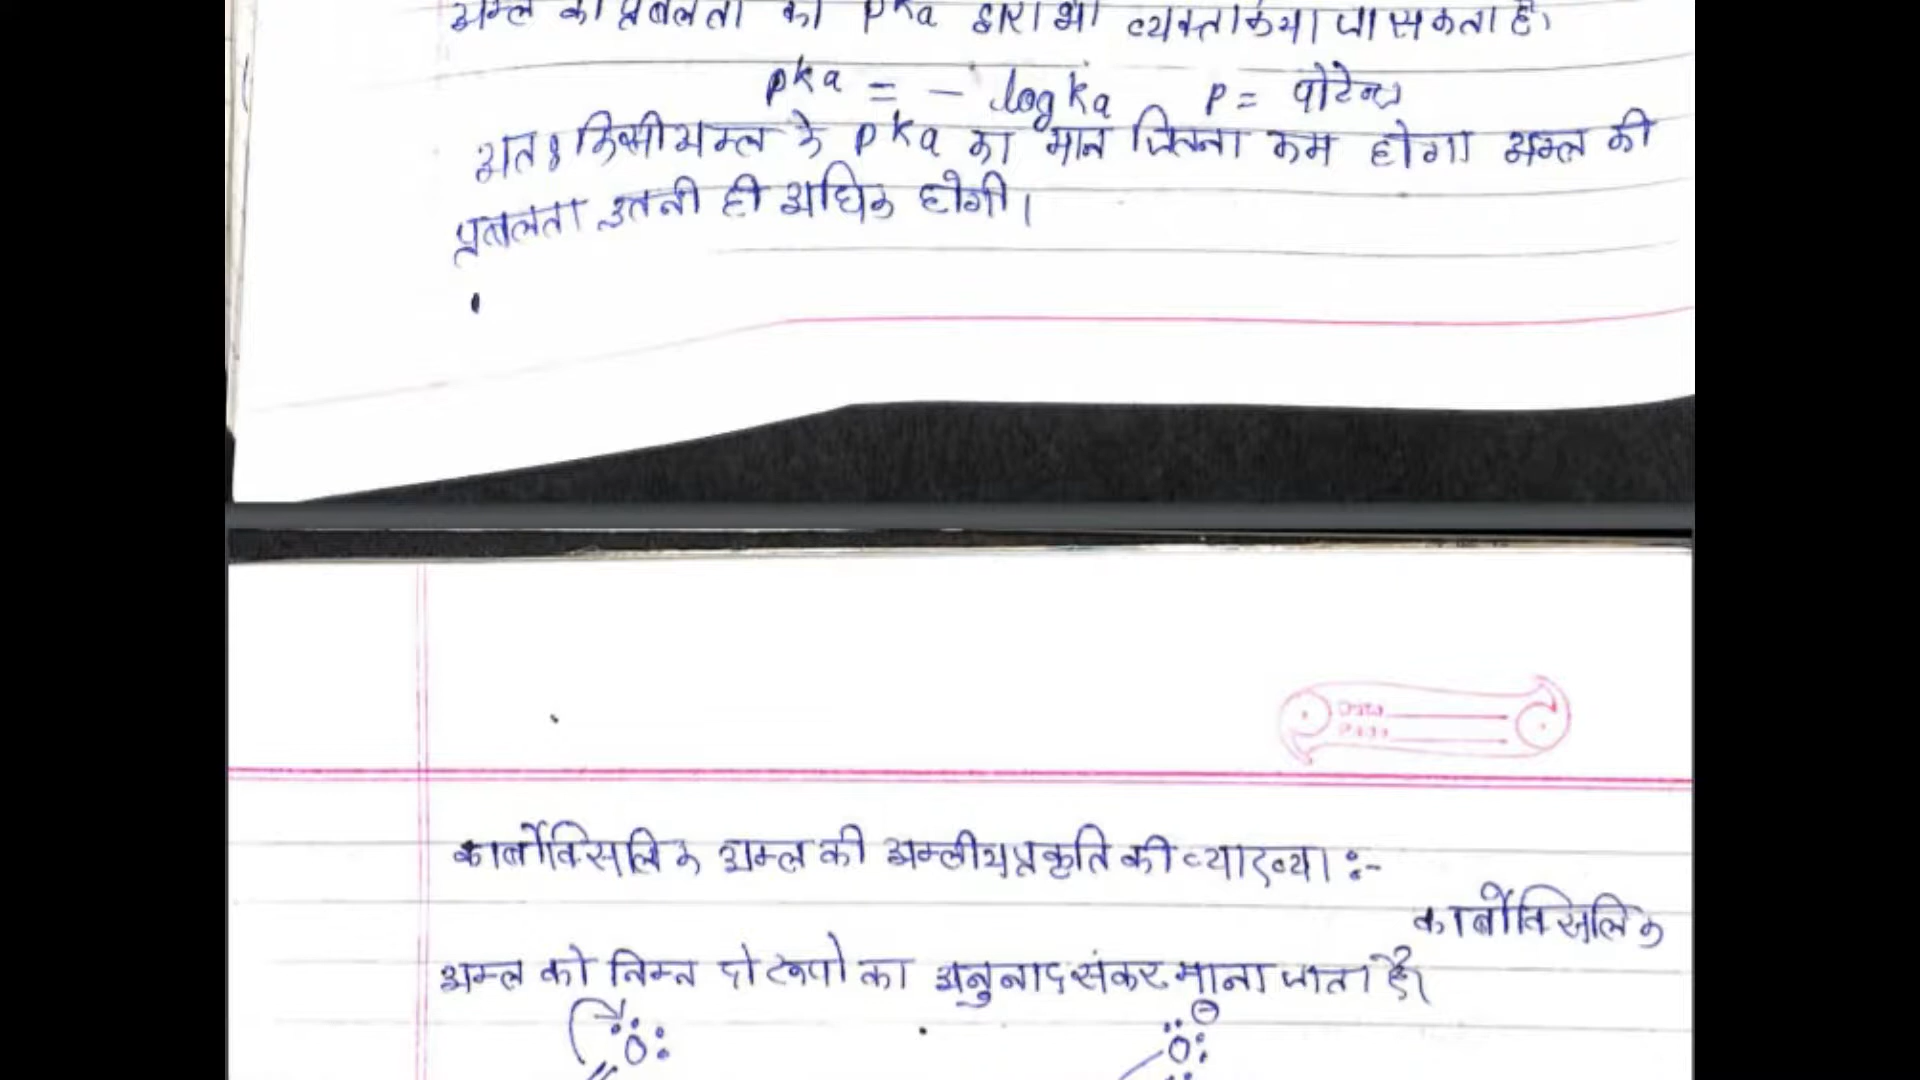 अम्ल की प्रबलता को pka द्वारा भी व्यक्त किया जा सकता है।
pka = - log ka    P = पोटेन्स
अतः किसी अम्ल के pka का मान जितना कम होगा अम्ल की
प्रबलता उतनी ही अधिक होगी।
Date
Page
कार्बोक्सिलिक अम्ल की अम्लीय प्रकृति की व्याख्या :-
कार्बोक्सिलिक
अम्ल को निम्न दो रूपो का अनुनाद संकर माना जाता है।
:O:
⊖
:O: